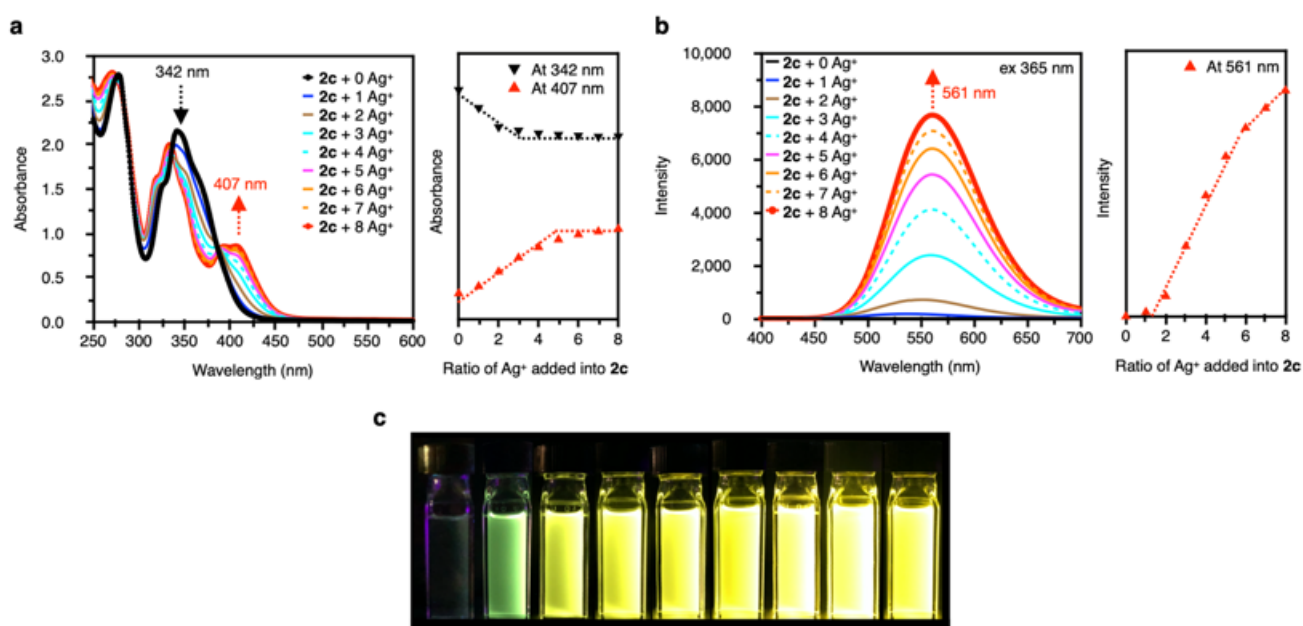 a
3.0
2.5
2.0
1.5
1.0
0.5
0.0
Absorbance
342 nm
407 nm
2c + 0 Ag⁺
2c + 1 Ag⁺
2c + 2 Ag⁺
2c + 3 Ag⁺
2c + 4 Ag⁺
2c + 5 Ag⁺
2c + 6 Ag⁺
2c + 7 Ag⁺
2c + 8 Ag⁺
250 300 350 400 450 500 550 600
Wavelength (nm)
At 342 nm
At 407 nm
Absorbance
0 2 4 6 8
Ratio of Ag⁺ added into 2c
b
10,000
8,000
6,000
4,000
2,000
0
Intensity
2c + 0 Ag⁺
2c + 1 Ag⁺
2c + 2 Ag⁺
2c + 3 Ag⁺
2c + 4 Ag⁺
2c + 5 Ag⁺
2c + 6 Ag⁺
2c + 7 Ag⁺
2c + 8 Ag⁺
ex 365 nm
561 nm
400 450 500 550 600 650 700
Wavelength (nm)
At 561 nm
Intensity
0 2 4 6 8
Ratio of Ag⁺ added into 2c
c